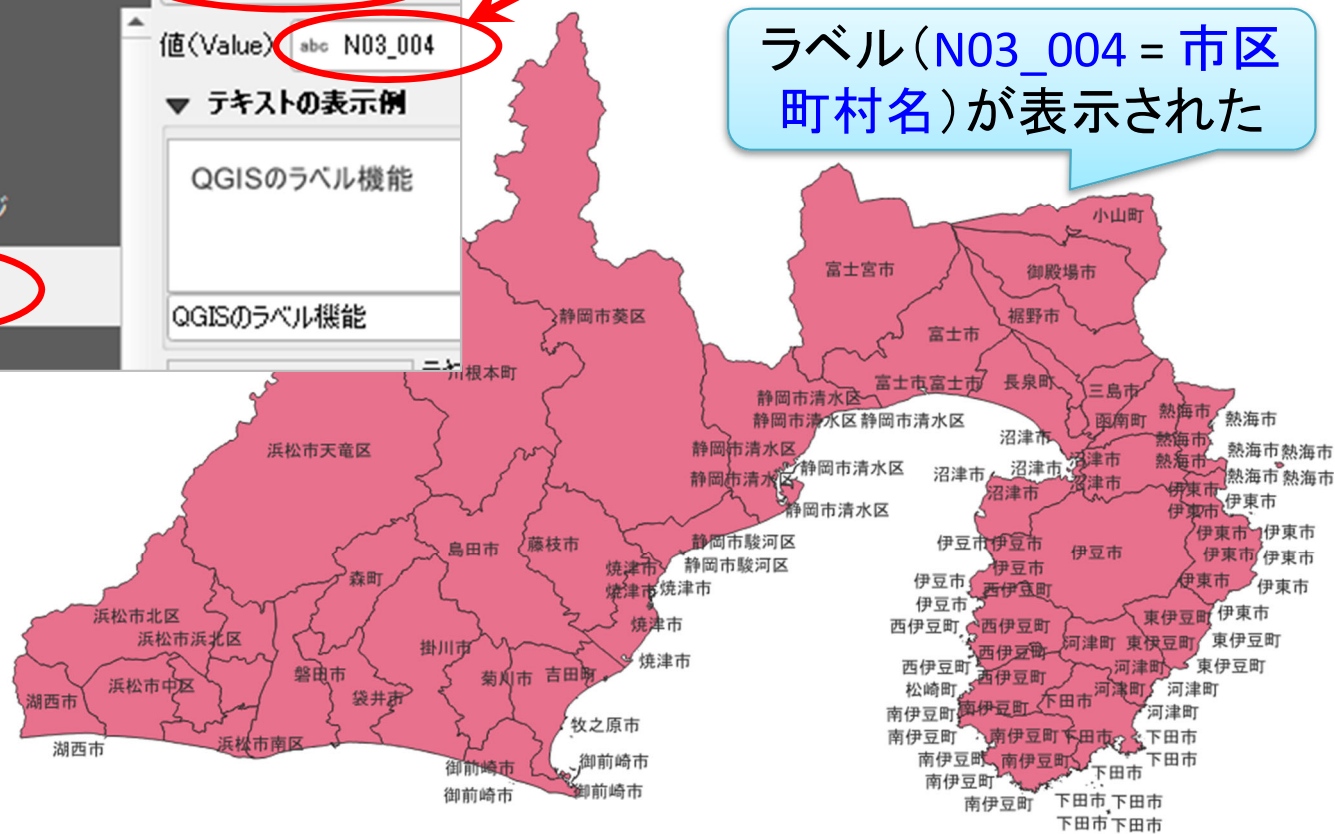 値(Value) abc N03_004
▼ テキストの表示例
QGISのラベル機能
QGISのラベル機能
ラベル(N03_004 = 市区
町村名)が表示された
小山町
富士宮市 御殿場市
静岡市葵区 裾野市
富士市
川根本町 富士市 富士市 長泉町
三島市
静岡市清水区 熱海市 熱海市
静岡市清水区 静岡市清水区 函南町
沼津市 熱海市
浜松市天竜区 静岡市清水区 熱海市 熱海市
沼津市 熱海市
静岡市清水区 沼津市 沼津市 熱海市 熱海市
静岡市清水区 沼津市
沼津市 伊東市
伊東市
静岡市清水区 伊東市
伊東市 伊東市
静岡市駿河区 伊豆市 伊豆市
島田市 藤枝市 伊豆市 伊東市 伊東市
静岡市駿河区
焼津市 伊豆市
森町 伊豆市 伊東市
焼津市 焼津市 西伊豆町 伊東市
伊豆市
浜松市北区 東伊豆町 伊東市
焼津市 西伊豆町 西伊豆町
浜松市浜北区 河津町 東伊豆町 東伊豆町
掛川市 西伊豆町
焼津市 西伊豆町 河津町 東伊豆町
磐田市 菊川市 吉田町 西伊豆町
浜松市中区 松崎町 河津町 河津町
湖西市 袋井市 下田市
南伊豆町 南伊豆町 河津町
牧之原市
湖西市 浜松市南区 南伊豆町 南伊豆町 下田市 下田市
御前崎市 御前崎市 南伊豆町 南伊豆町 下田市
南伊豆町 下田市
御前崎市 御前崎市
南伊豆町 下田市 下田市
下田市 下田市